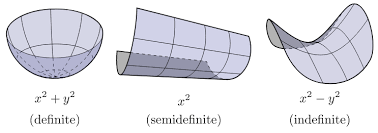 x² + y² x² x² − y²
(definite) (semidefinite) (indefinite)